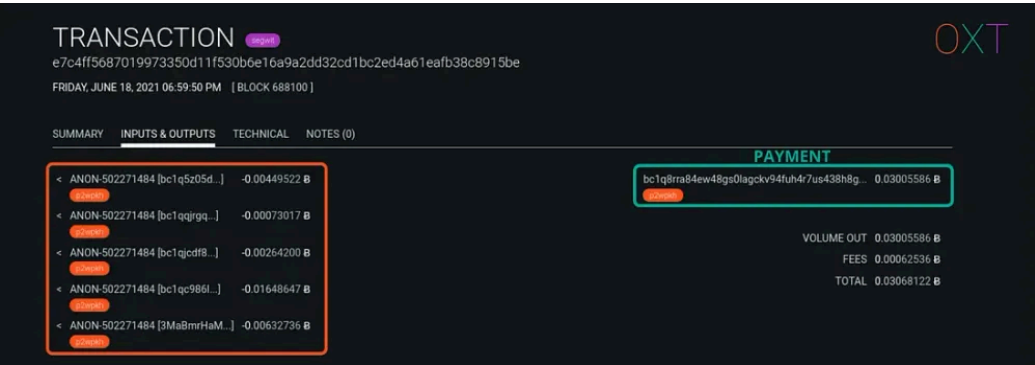 TRANSACTION segwit
OXT
e7c4ff5687019973350d11f530b6e16a9a2dd32cd1bc2ed4a61eafb38c8915be
FRIDAY, JUNE 18, 2021 06:59:50 PM [ BLOCK 688100 ]
SUMMARY INPUTS & OUTPUTS TECHNICAL NOTES (0)
PAYMENT
< ANON-502271484 [bc1q5z05d...] -0.00449522 ₿
p2wpkh
< ANON-502271484 [bc1qqjrgq...] -0.00073017 ₿
p2wpkh
< ANON-502271484 [bc1qjcdf8...] -0.00264200 ₿
p2wpkh
< ANON-502271484 [bc1qc986l...] -0.01648647 ₿
p2wpkh
< ANON-502271484 [3MaBmrHaM...] -0.00632736 ₿
p2wpkh
bc1q8rra84ew48gs0lagckv94fuh4r7us438h8g... 0.03005586 ₿
p2wpkh
VOLUME OUT 0.03005586 ₿
FEES 0.00062536 ₿
TOTAL 0.03068122 ₿